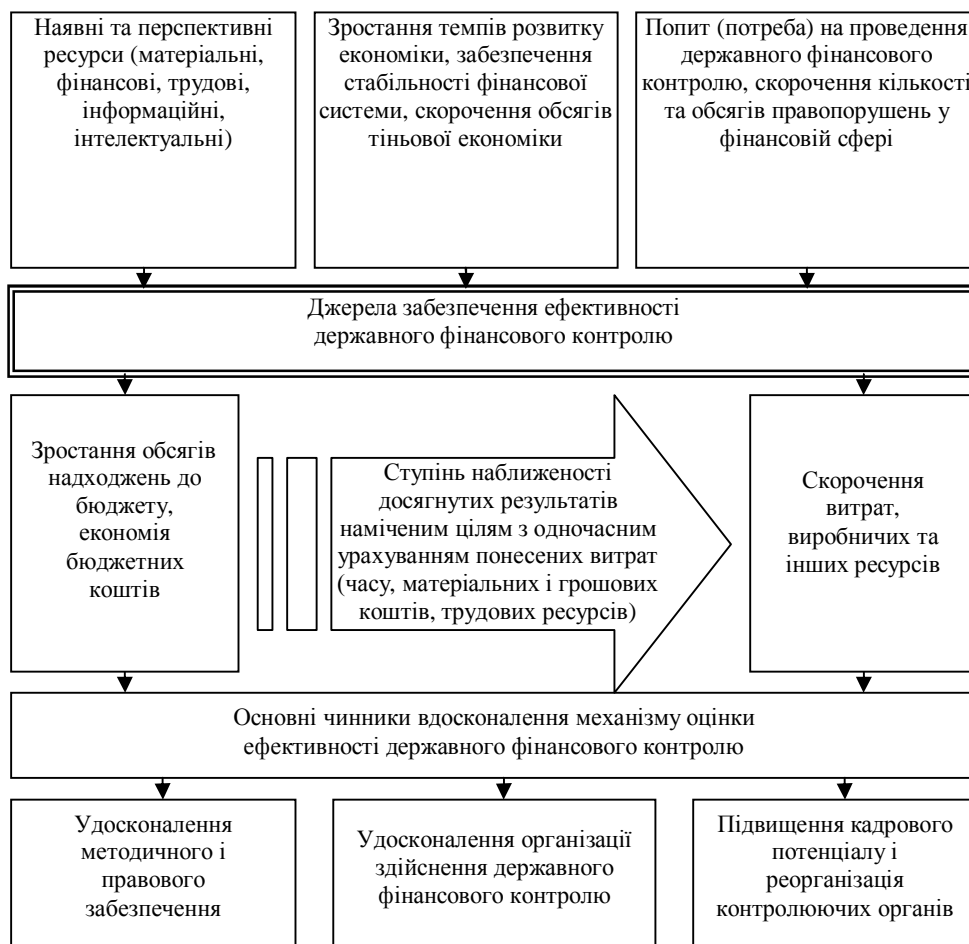 Наявні та перспективні
ресурси (матеріальні,
фінансові, трудові,
інформаційні,
інтелектуальні)
Зростання темпів розвитку
економіки, забезпечення
стабільності фінансової
системи, скорочення обсягів
тіньової економіки
Попит (потреба) на проведення
державного фінансового
контролю, скорочення кількості
та обсягів правопорушень у
фінансовій сфері
Джерела забезпечення ефективності
державного фінансового контролю
Зростання обсягів
надходжень до
бюджету,
економія
бюджетних
коштів
Ступінь наближеності
досягнутих результатів
наміченим цілям з одночасним
урахуванням понесених витрат
(часу, матеріальних і грошових
коштів, трудових ресурсів)
Скорочення
витрат,
виробничих та
інших ресурсів
Основні чинники вдосконалення механізму оцінки
ефективності державного фінансового контролю
Удосконалення
методичного і
правового
забезпечення
Удосконалення організації
здійснення державного
фінансового контролю
Підвищення кадрового
потенціалу і
реорганізація
контролюючих органів